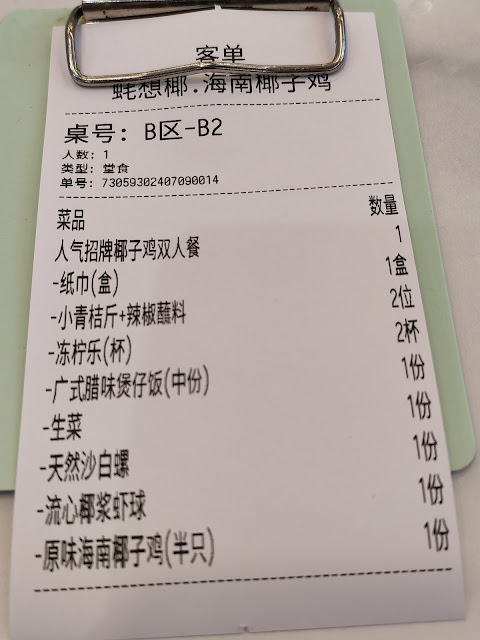 客单
蚝想椰.海南椰子鸡
桌号: B区-B2
人数: 1
类型: 堂食
单号: 73059302407090014
菜品 数量
人气招牌椰子鸡双人餐 1
-纸巾(盒) 1盒
-小青桔斤+辣椒蘸料 2位
-冻柠乐(杯) 2杯
-广式腊味煲仔饭(中份) 1份
-生菜 1份
-天然沙白螺 1份
-流心椰浆虾球 1份
-原味海南椰子鸡(半只) 1份